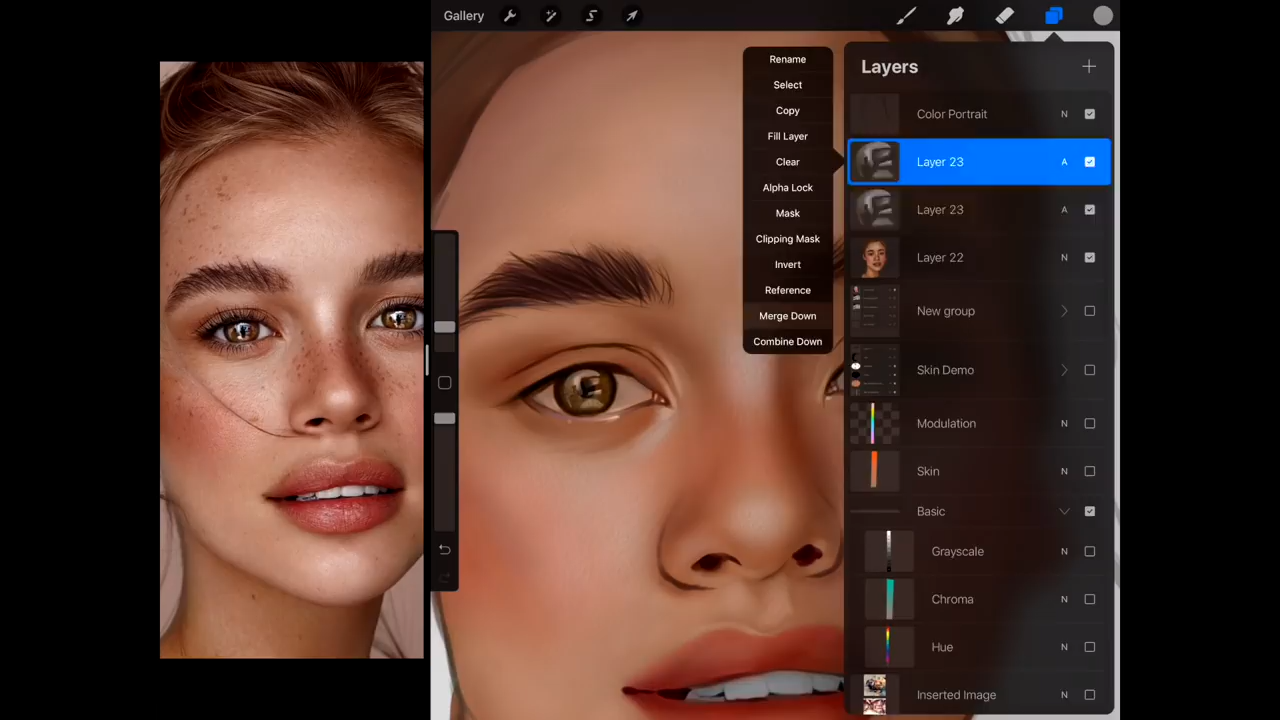 Gallery
Rename
Select
Copy
Fill Layer
Clear
Alpha Lock
Mask
Clipping Mask
Invert
Reference
Merge Down
Combine Down
Layers
Color Portrait N
Layer 23 A
Layer 23 A
Layer 22 N
New group
Skin Demo
Modulation N
Skin N
Basic
Grayscale N
Chroma N
Hue N
Inserted Image N